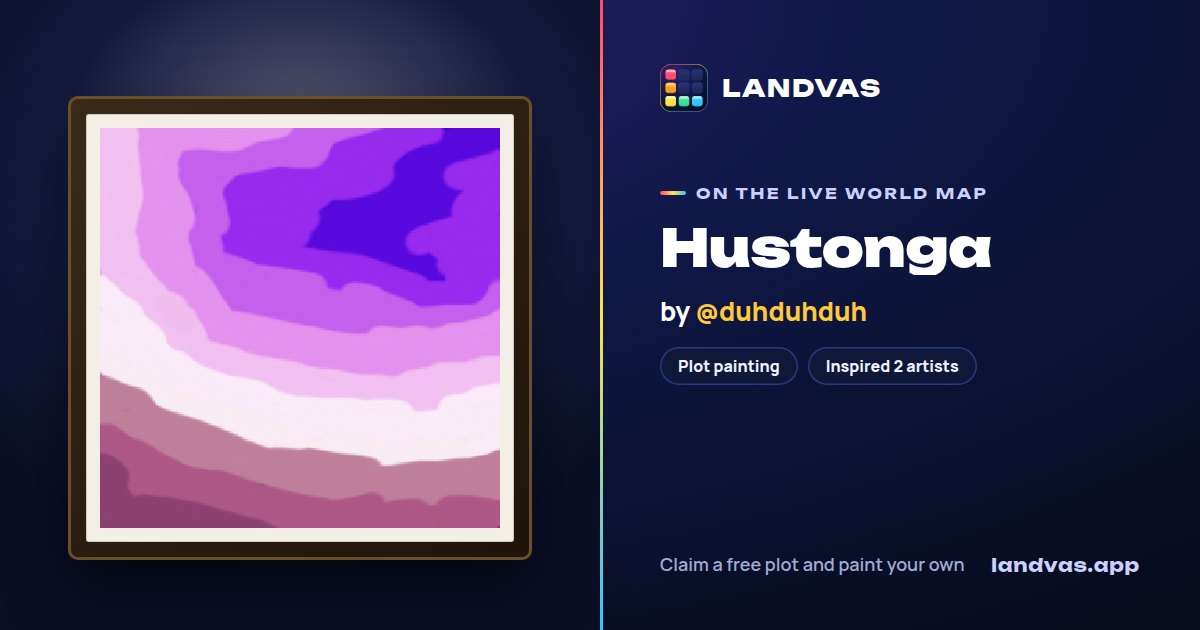 LANDVAS
ON THE LIVE WORLD MAP
Hustonga
by @duhduhduh
Plot painting
Inspired 2 artists
Claim a free plot and paint your own
landvas.app